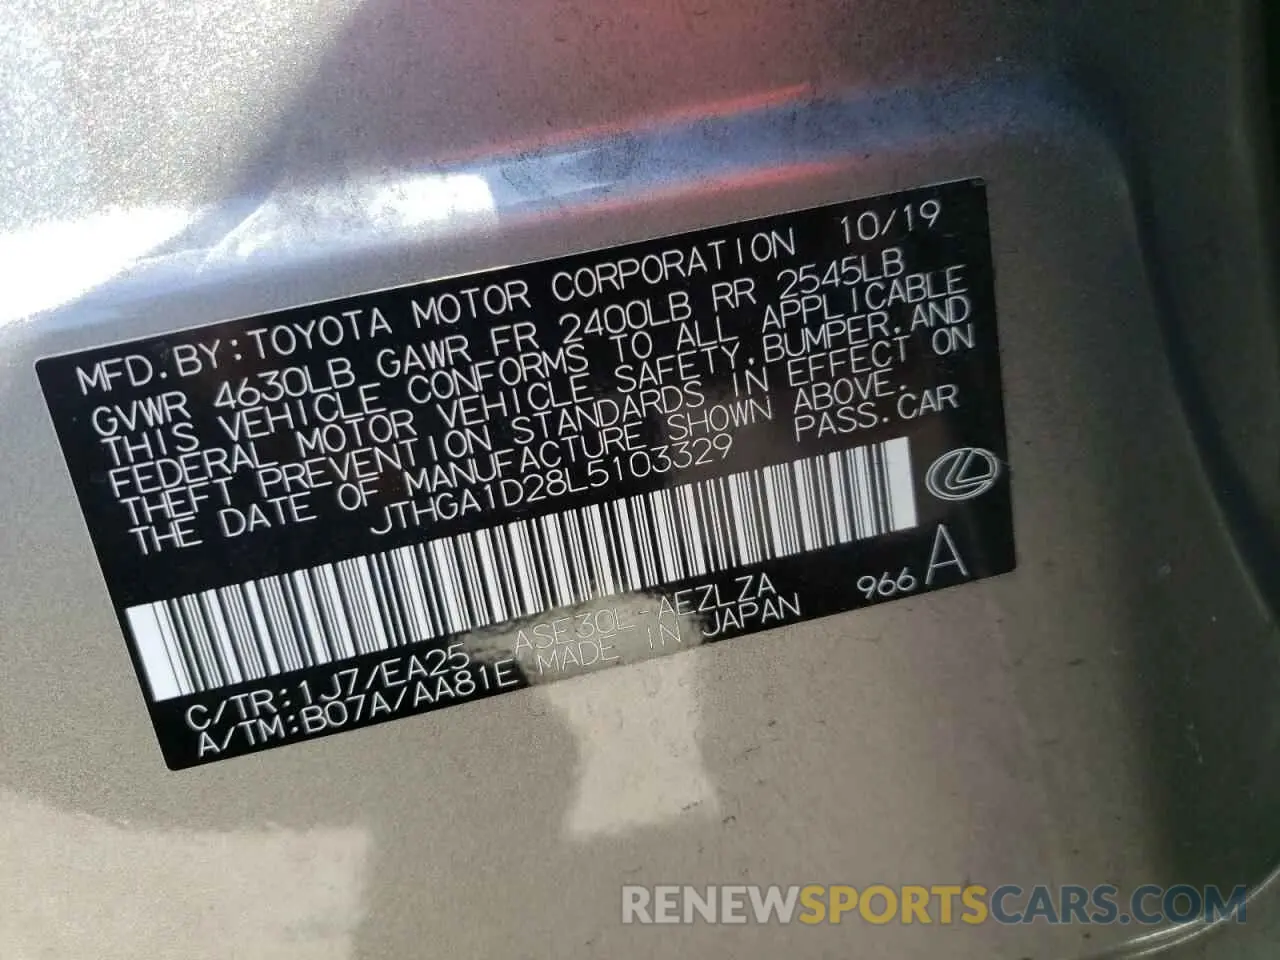 MFD. BY: TOYOTA MOTOR CORPORATION 10/19
GVWR 4630LB GAWR FR 2400LB RR 2545LB
THIS VEHICLE CONFORMS TO ALL APPLICABLE
FEDERAL MOTOR VEHICLE SAFETY, BUMPER, AND
THEFT PREVENTION STANDARDS IN EFFECT ON
THE DATE OF MANUFACTURE SHOWN ABOVE.
JTHGA1D28L5103329 PASS. CAR
C/TR: 1J7/EA25 ASE30L-AEZLZA 966 A
A/TM: B07A/AA81E MADE IN JAPAN
RENEWSPORTSCARS.COM